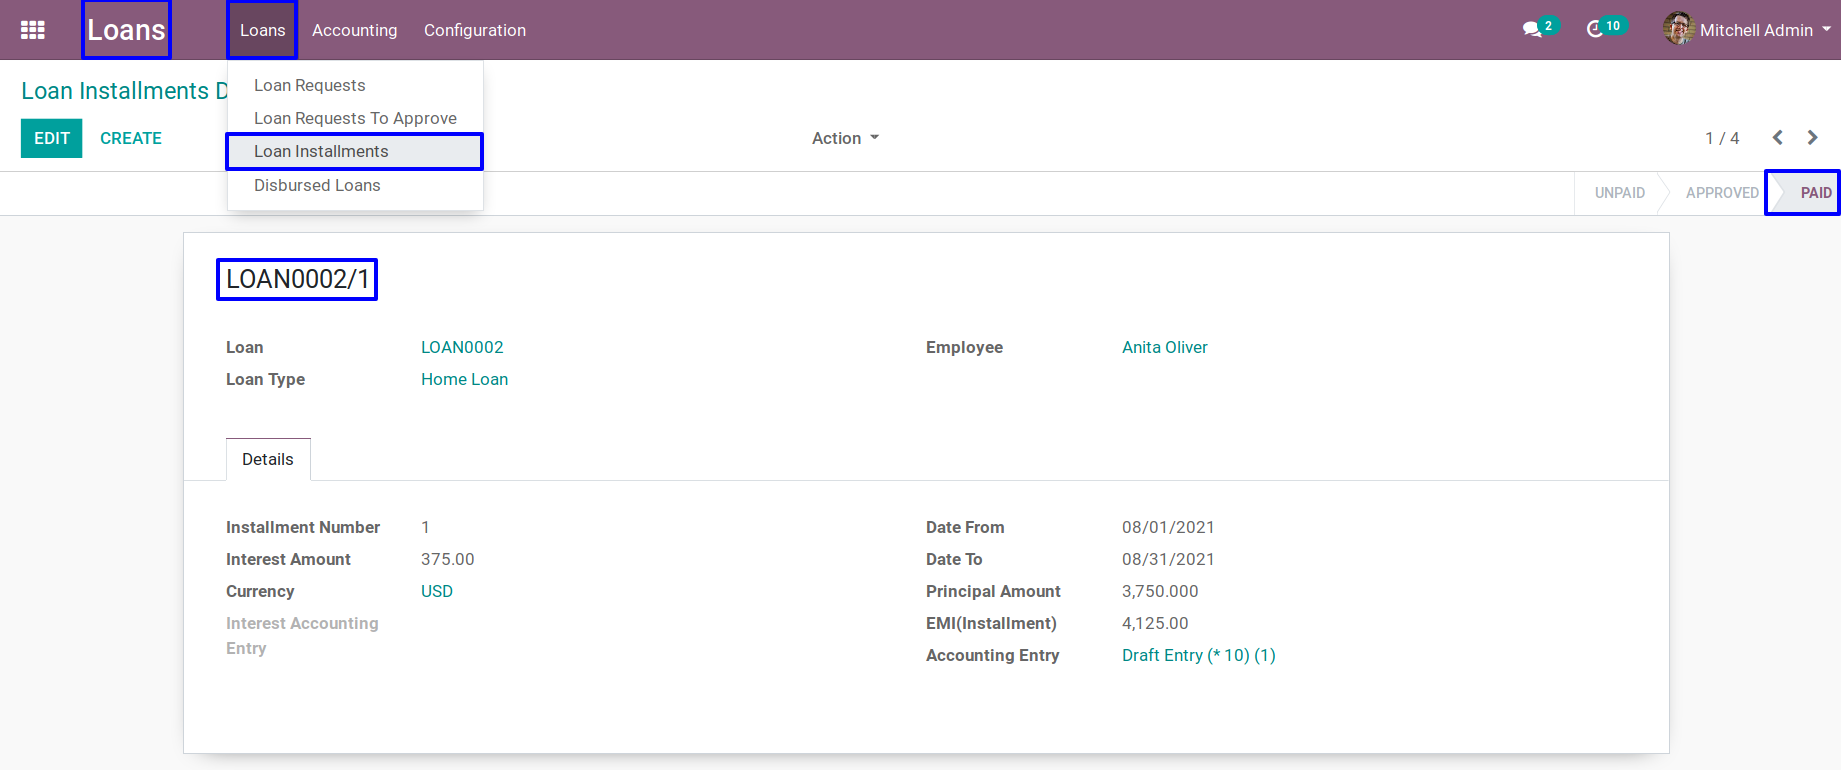 Loans
Loans Accounting Configuration
2 10 Mitchell Admin
Loan Installments D
Loan Requests
Loan Requests To Approve
Loan Installments
Disbursed Loans
EDIT CREATE
Action
1 / 4
UNPAID APPROVED PAID
LOAN0002/1
Loan LOAN0002
Employee Anita Oliver
Loan Type Home Loan
Details
Installment Number 1
Date From 08/01/2021
Interest Amount 375.00
Date To 08/31/2021
Currency USD
Principal Amount 3,750.000
Interest Accounting
Entry
EMI(Installment) 4,125.00
Accounting Entry Draft Entry (* 10) (1)